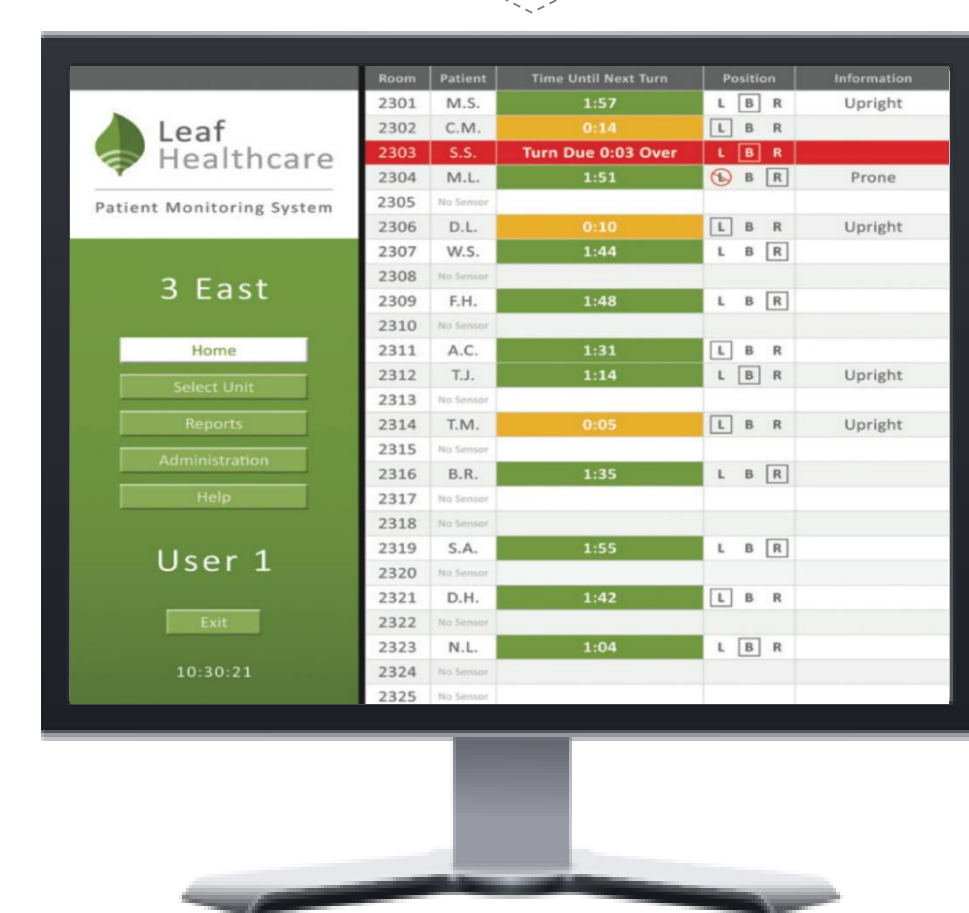 Leaf
Healthcare
Patient Monitoring System
3 East
Home
Select Unit
Reports
Administration
Help
User 1
Exit
10:30:21
Room Patient Time Until Next Turn Position Information
2301 M.S. 1:57 L B R Upright
2302 C.M. 0:14 L B R
2303 S.S. Turn Due 0:03 Over L B R
2304 M.L. 1:51 L B R Prone
2305 No Sensor
2306 D.L. 0:10 L B R Upright
2307 W.S. 1:44 L B R
2308 No Sensor
2309 F.H. 1:48 L B R
2310 No Sensor
2311 A.C. 1:31 L B R
2312 T.J. 1:14 L B R Upright
2313 No Sensor
2314 T.M. 0:05 L B R Upright
2315 No Sensor
2316 B.R. 1:35 L B R
2317 No Sensor
2318 No Sensor
2319 S.A. 1:55 L B R
2320 No Sensor
2321 D.H. 1:42 L B R
2322 No Sensor
2323 N.L. 1:04 L B R
2324 No Sensor
2325 No Sensor